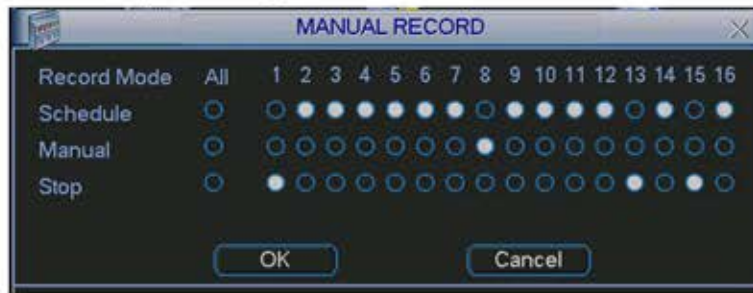 MANUAL RECORD
Record Mode All 1 2 3 4 5 6 7 8 9 10 11 12 13 14 15 16
Schedule
Manual
Stop
OK Cancel